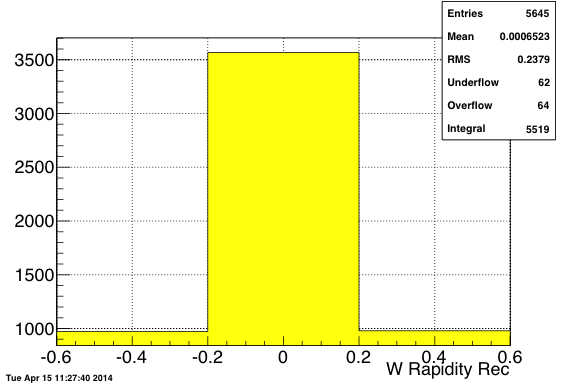 Entries 5645
Mean 0.0006523
RMS 0.2379
Underflow 62
Overflow 64
Integral 5519
3500
3000
2500
2000
1500
1000
-0.6 -0.4 -0.2 0 0.2 0.4 0.6
W Rapidity Rec
Tue Apr 15 11:27:40 2014